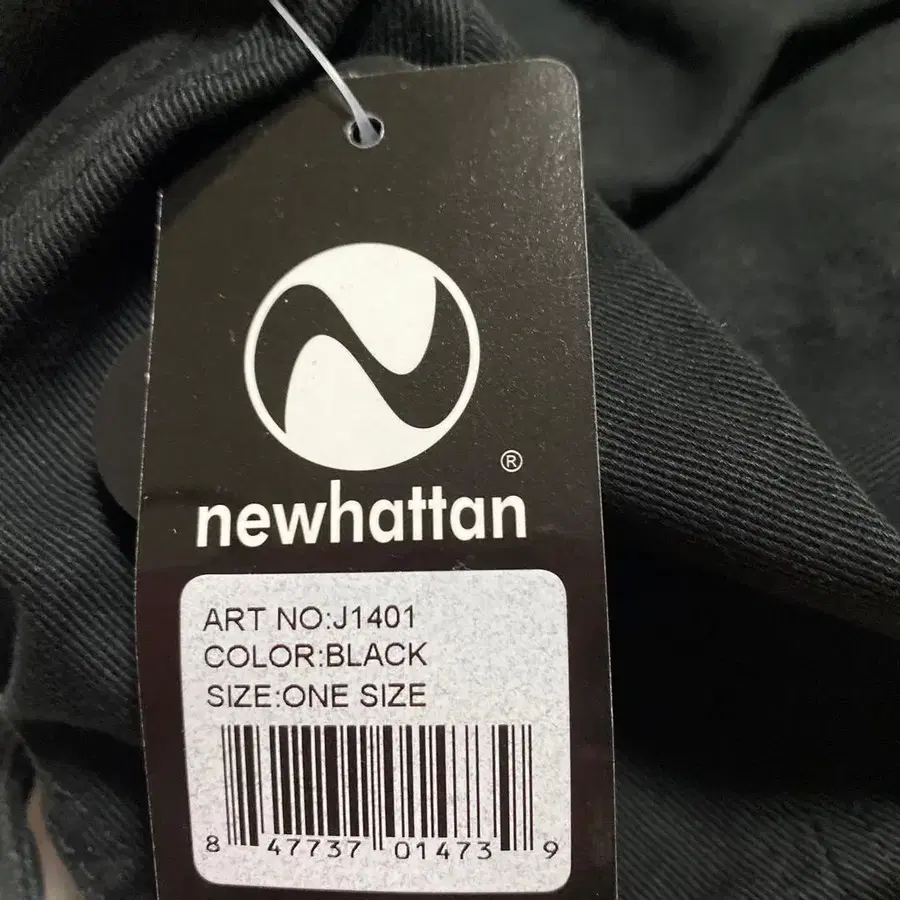 ®
newhattan
ART NO:J1401
COLOR:BLACK
SIZE:ONE SIZE
8 47737 01473 9